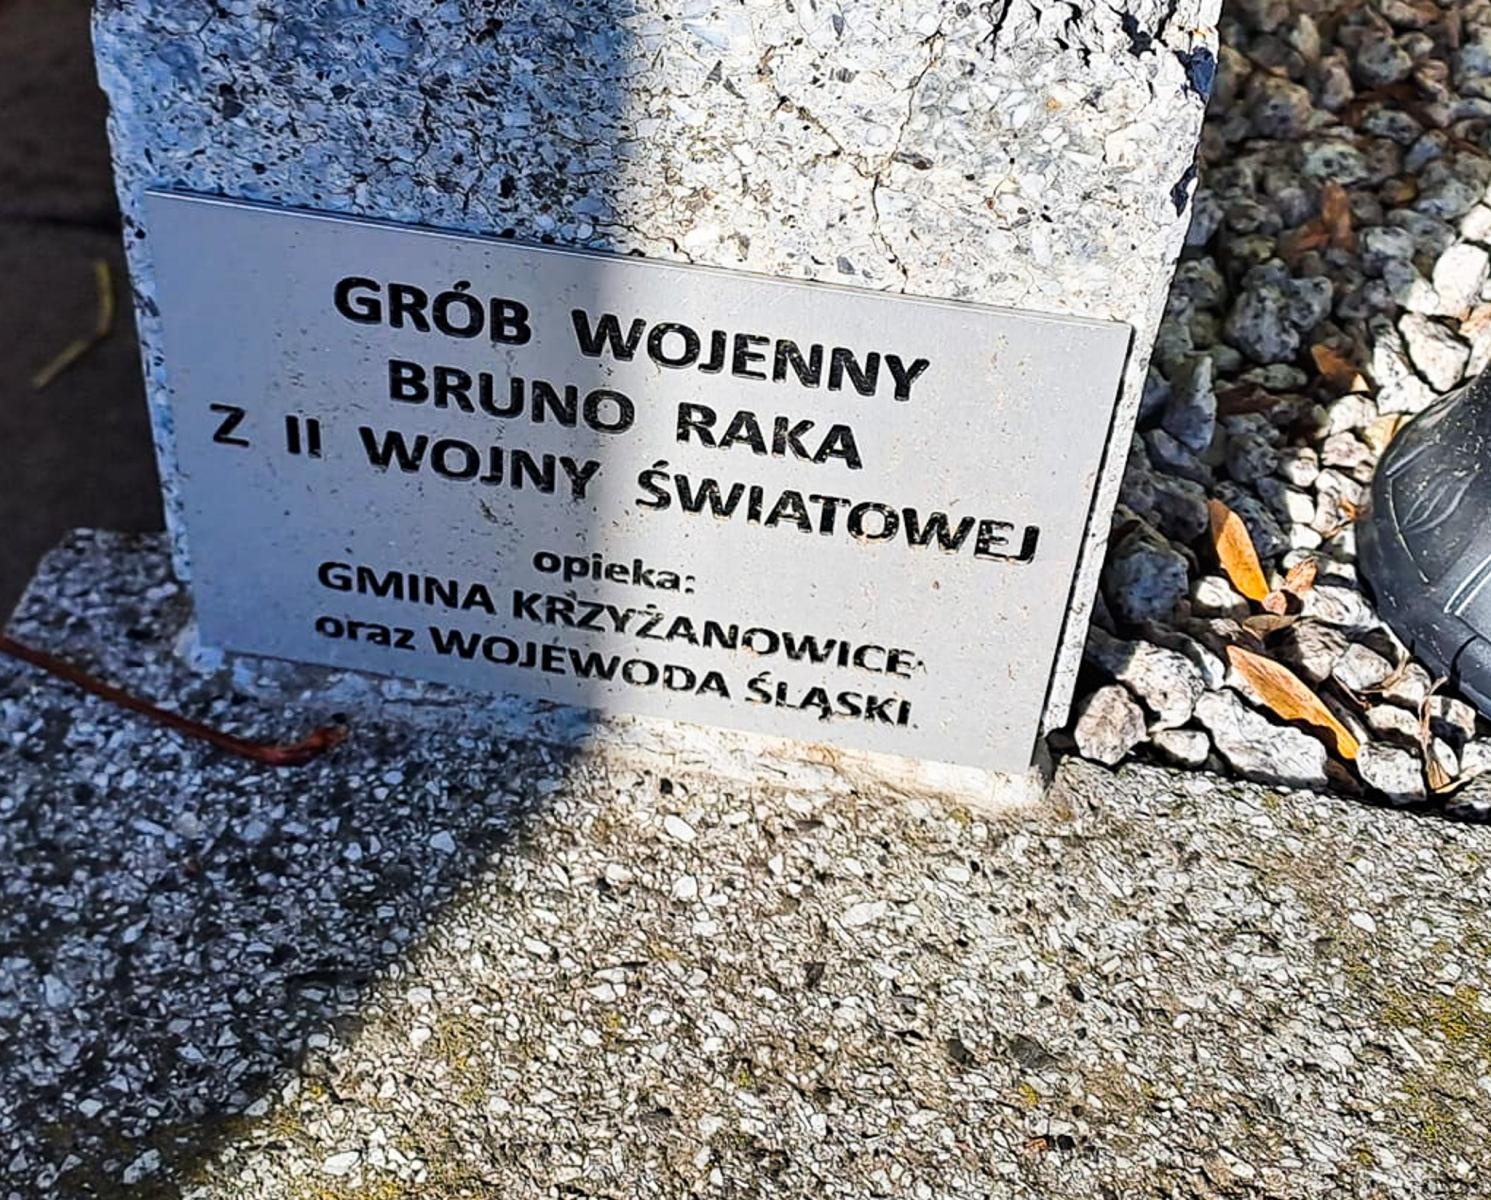 GRÓB WOJENNY
BRUNO RAKA
Z II WOJNY ŚWIATOWEJ
opieka:
GMINA KRZYŻANOWICE
oraz WOJEWODA ŚLĄSKI